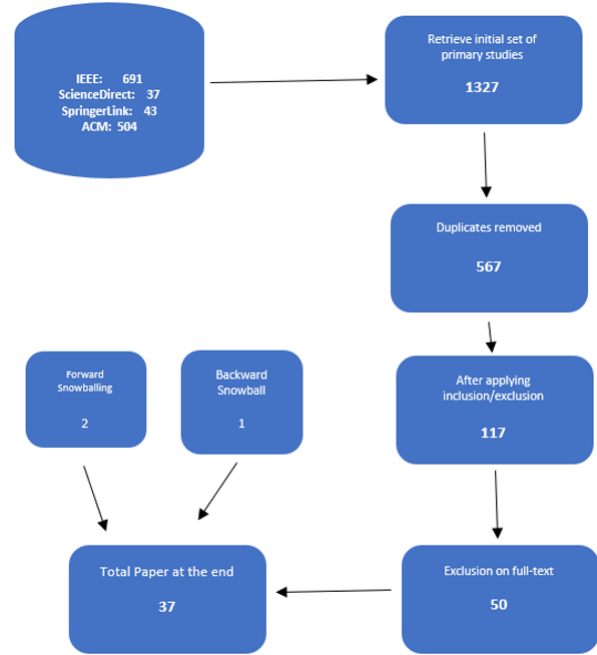 IEEE: 691
ScienceDirect: 37
SpringerLink: 43
ACM: 504
Retrieve initial set of
primary studies
1327
Duplicates removed
567
After applying
inclusion/exclusion
117
Exclusion on full-text
50
Forward
Snowballing
2
Backward
Snowball
1
Total Paper at the end
37